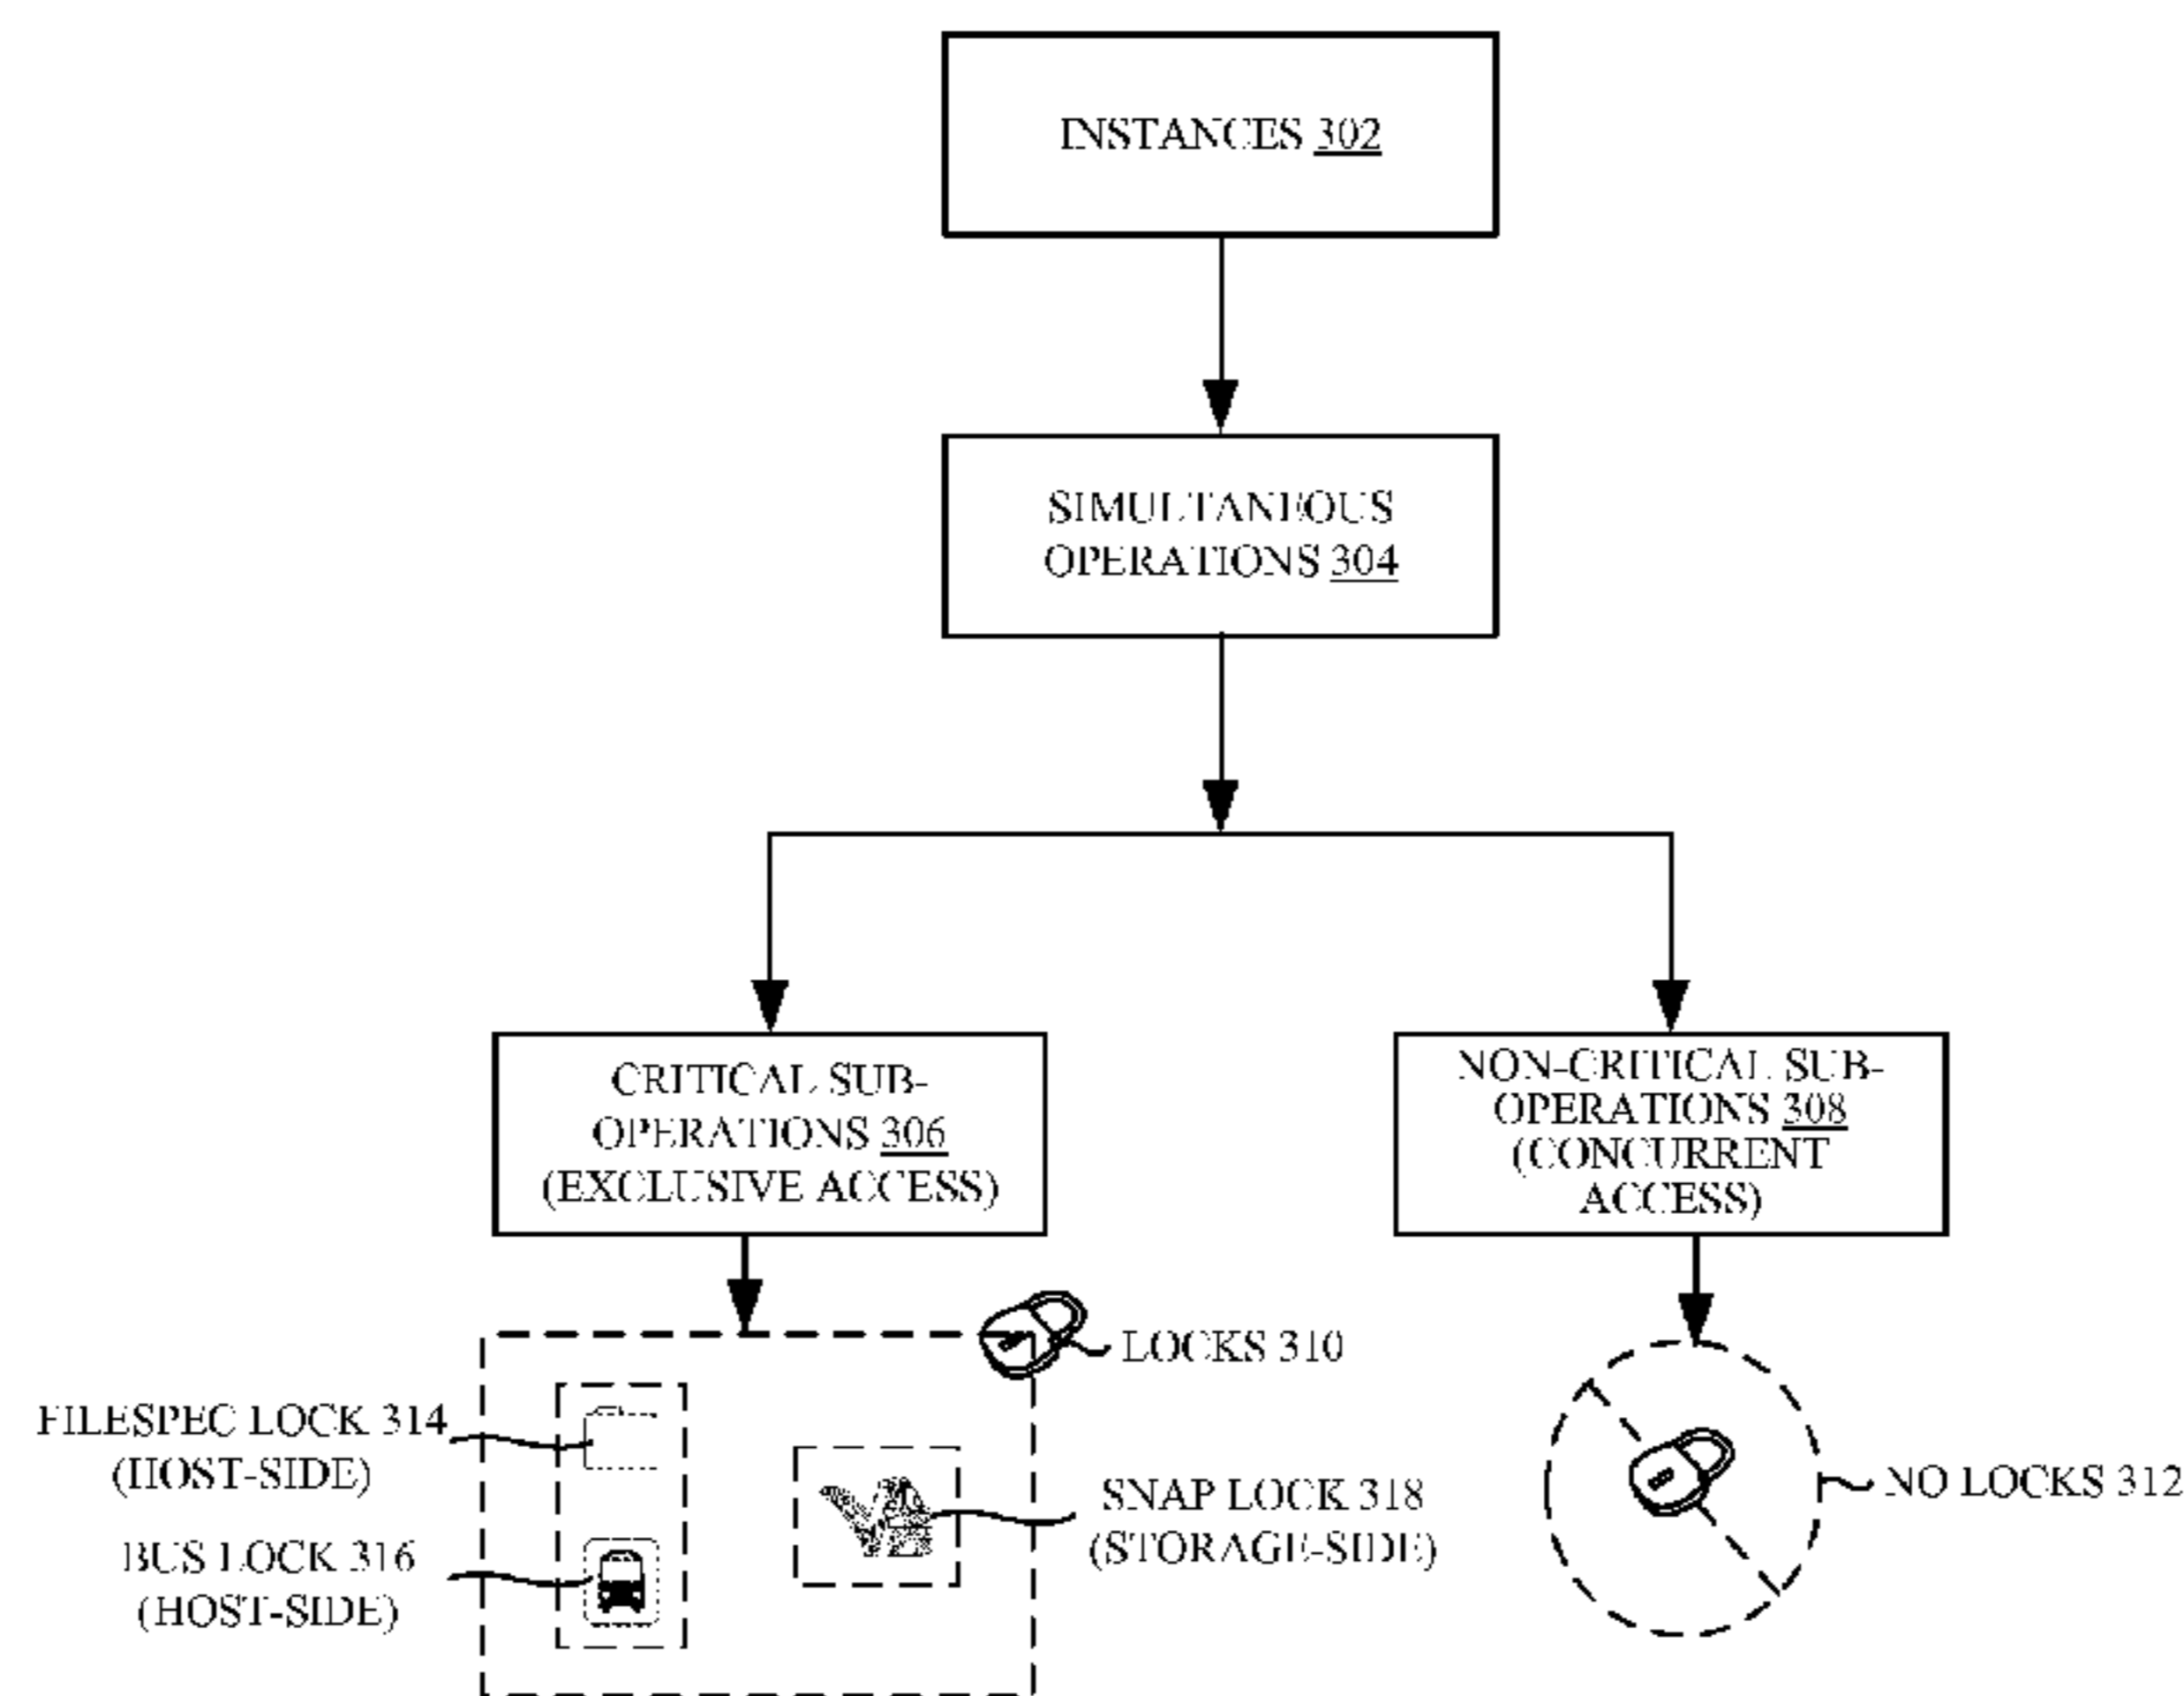 INSTANCES 302
SIMULTANEOUS
OPERATIONS 304
CRITICAL SUB-
OPERATIONS 306
(EXCLUSIVE ACCESS)
NON-CRITICAL SUB-
OPERATIONS 308
(CONCURRENT
ACCESS)
LOCKS 310
FILESPEC LOCK 314
(HOST-SIDE)
BUS LOCK 316
(HOST-SIDE)
SNAP LOCK 318
(STORAGE-SIDE)
NO LOCKS 312